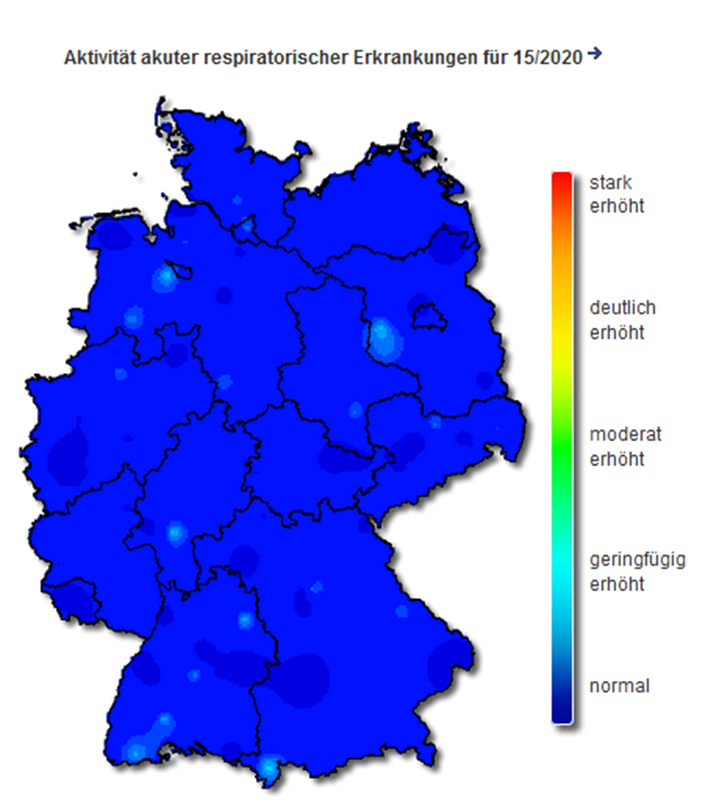 Aktivität akuter respiratorischer Erkrankungen für 15/2020
stark
erhöht
deutlich
erhöht
moderat
erhöht
geringfügig
erhöht
normal